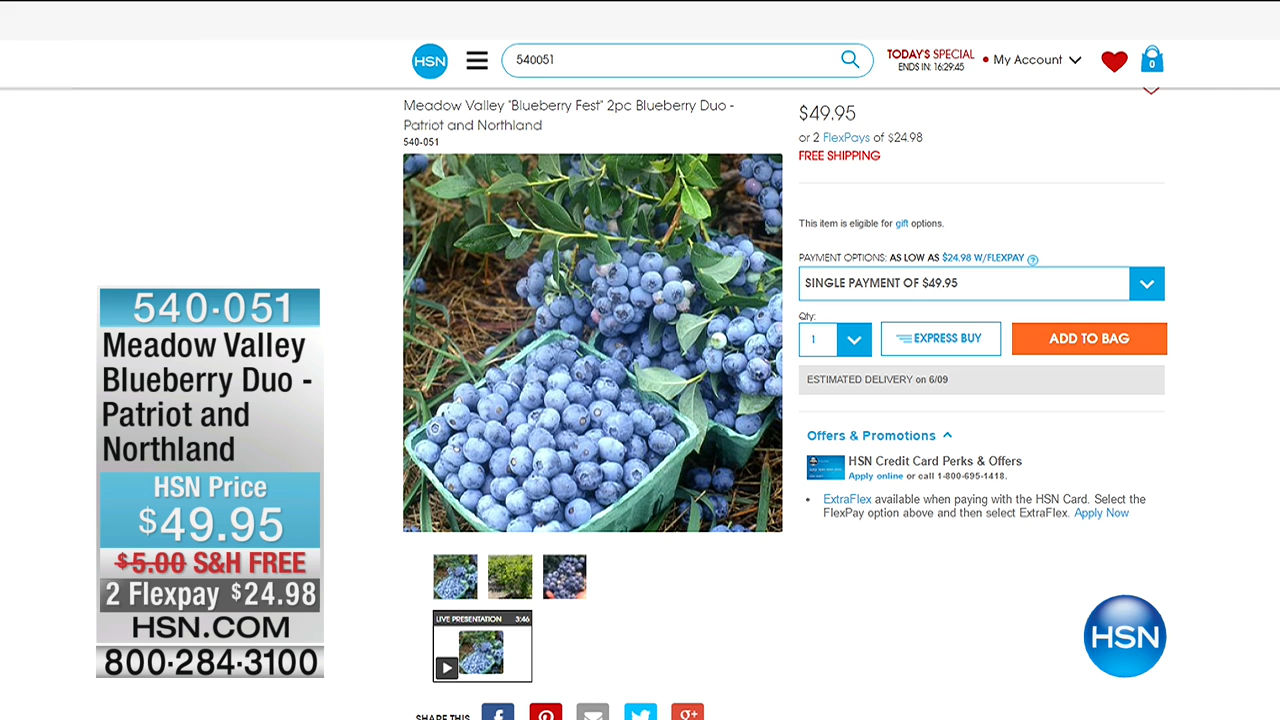 HSN
540051
TODAY'S SPECIAL
ENDS IN: 16:29:45
My Account
0
Meadow Valley "Blueberry Fest" 2pc Blueberry Duo -
Patriot and Northland
540-051
$49.95
or 2 FlexPays of $24.98
FREE SHIPPING
This item is eligible for gift options.
PAYMENT OPTIONS: AS LOW AS $24.98 W/FLEXPAY ?
SINGLE PAYMENT OF $49.95
Qty:
1
EXPRESS BUY
ADD TO BAG
ESTIMATED DELIVERY on 6/09
Offers & Promotions
HSN Credit Card Perks & Offers
Apply online or call 1-800-695-1418.
• ExtraFlex available when paying with the HSN Card. Select the
FlexPay option above and then select ExtraFlex. Apply Now
LIVE PRESENTATION 3:46
SHARE THIS
f
g+
540-051
Meadow Valley
Blueberry Duo -
Patriot and
Northland
HSN Price
$49.95
$5.00 S&H FREE
2 Flexpay $24.98
HSN.COM
800-284-3100
HSN